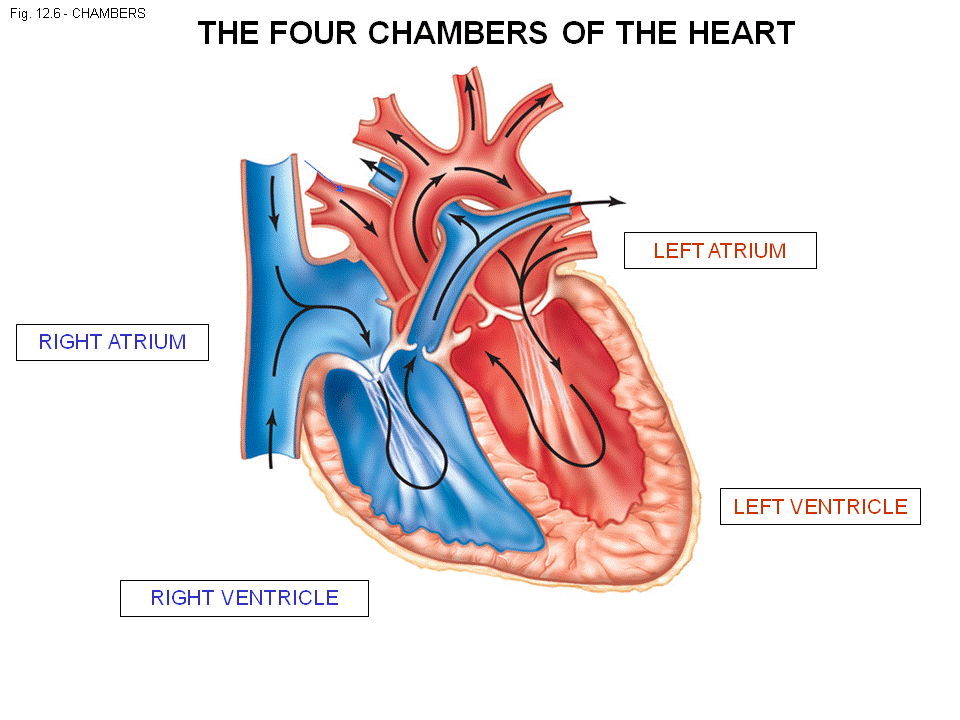 Fig. 12.6 - CHAMBERS
THE FOUR CHAMBERS OF THE HEART
LEFT ATRIUM
RIGHT ATRIUM
LEFT VENTRICLE
RIGHT VENTRICLE